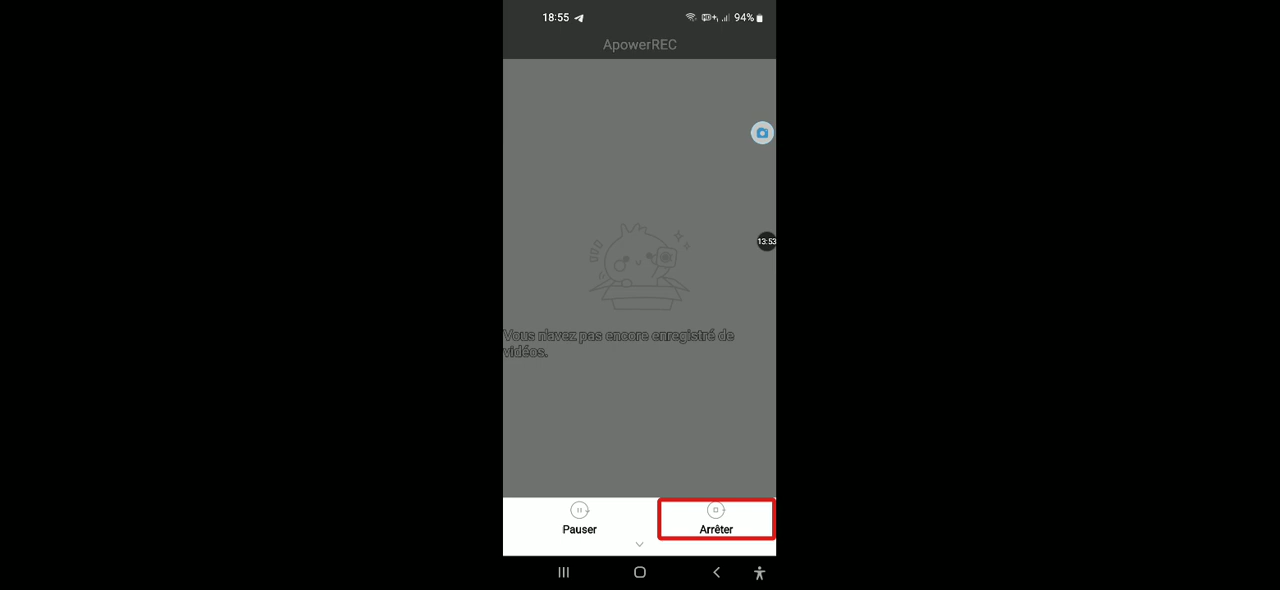 18:55
94%
ApowerREC
13:53
Vous n'avez pas encore enregistré de
vidéos.
Pauser
Arrêter